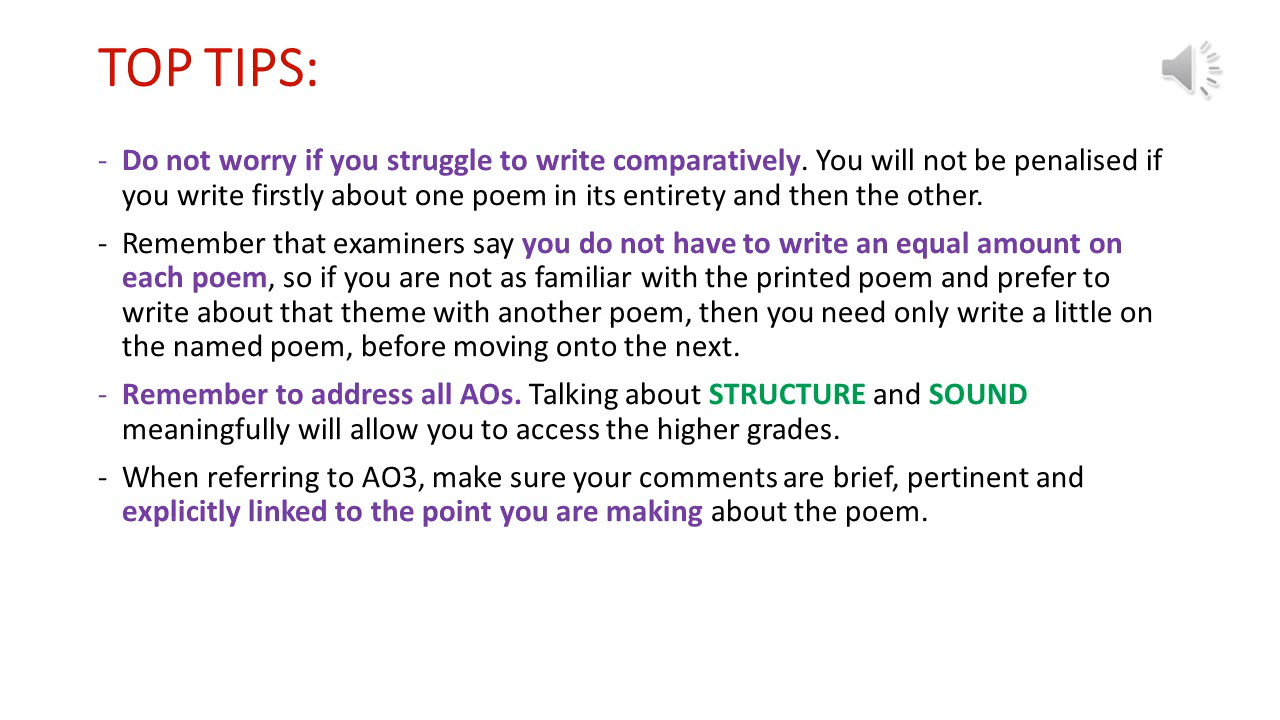 TOP TIPS:
- Do not worry if you struggle to write comparatively. You will not be penalised if
you write firstly about one poem in its entirety and then the other.
- Remember that examiners say you do not have to write an equal amount on
each poem, so if you are not as familiar with the printed poem and prefer to
write about that theme with another poem, then you need only write a little on
the named poem, before moving onto the next.
- Remember to address all AOs. Talking about STRUCTURE and SOUND
meaningfully will allow you to access the higher grades.
- When referring to AO3, make sure your comments are brief, pertinent and
explicitly linked to the point you are making about the poem.